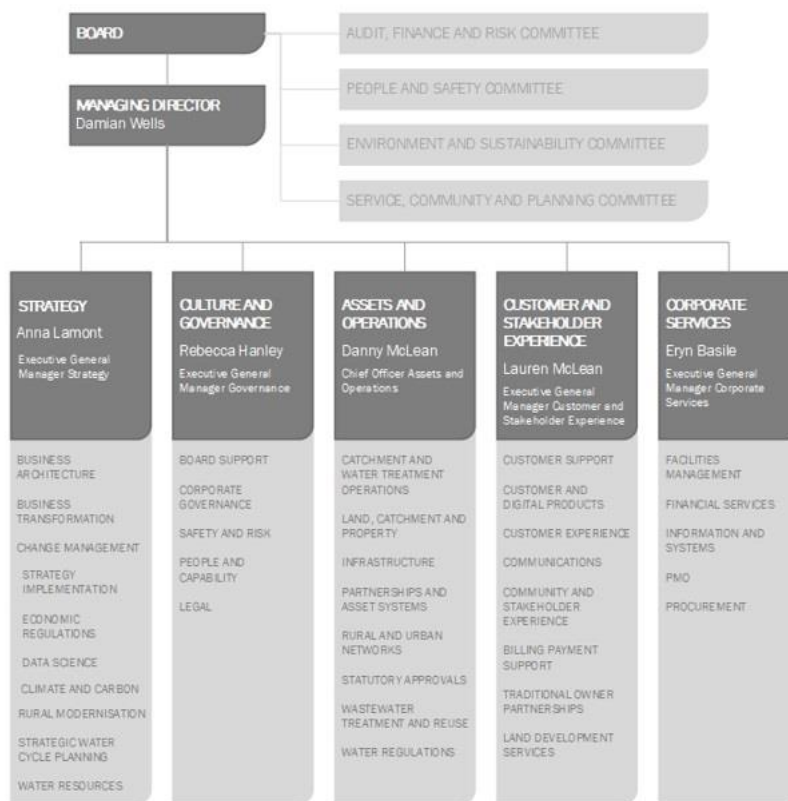 BOARD
AUDIT, FINANCE AND RISK COMMITTEE
PEOPLE AND SAFETY COMMITTEE
MANAGING DIRECTOR
Damian Wells
ENVIRONMENT AND SUSTAINABILITY COMMITTEE
SERVICE, COMMUNITY AND PLANNING COMMITTEE
STRATEGY
Anna Lamont
Executive General
Manager Strategy
BUSINESS
ARCHITECTURE
BUSINESS
TRANSFORMATION
CHANGE MANAGEMENT
STRATEGY
IMPLEMENTATION
ECONOMIC
REGULATIONS
DATA SCIENCE
CLIMATE AND CARBON
RURAL MODERNISATION
STRATEGIC WATER
CYCLE PLANNING
WATER RESOURCES
CULTURE AND
GOVERNANCE
Rebecca Hanley
Executive General
Manager Governance
BOARD SUPPORT
CORPORATE
GOVERNANCE
SAFETY AND RISK
PEOPLE AND
CAPABILITY
LEGAL
ASSETS AND
OPERATIONS
Danny McLean
Chief Officer Assets and
Operations
CATCHMENT AND
WATER TREATMENT
OPERATIONS
LAND, CATCHMENT AND
PROPERTY
INFRASTRUCTURE
PARTNERSHIPS AND
ASSET SYSTEMS
RURAL AND URBAN
NETWORKS
STATUTORY APPROVALS
WASTEWATER
TREATMENT AND REUSE
WATER REGULATIONS
CUSTOMER AND
STAKEHOLDER
EXPERIENCE
Lauren McLean
Executive General
Manager Customer and
Stakeholder Experience
CUSTOMER SUPPORT
CUSTOMER AND
DIGITAL PRODUCTS
CUSTOMER EXPERIENCE
COMMUNICATIONS
COMMUNITY AND
STAKEHOLDER
EXPERIENCE
BILLING PAYMENT
SUPPORT
TRADITIONAL OWNER
PARTNERSHIPS
LAND DEVELOPMENT
SERVICES
CORPORATE
SERVICES
Eryn Basile
Executive General
Manager Corporate
Services
FACILITIES
MANAGEMENT
FINANCIAL SERVICES
INFORMATION AND
SYSTEMS
PMO
PROCUREMENT